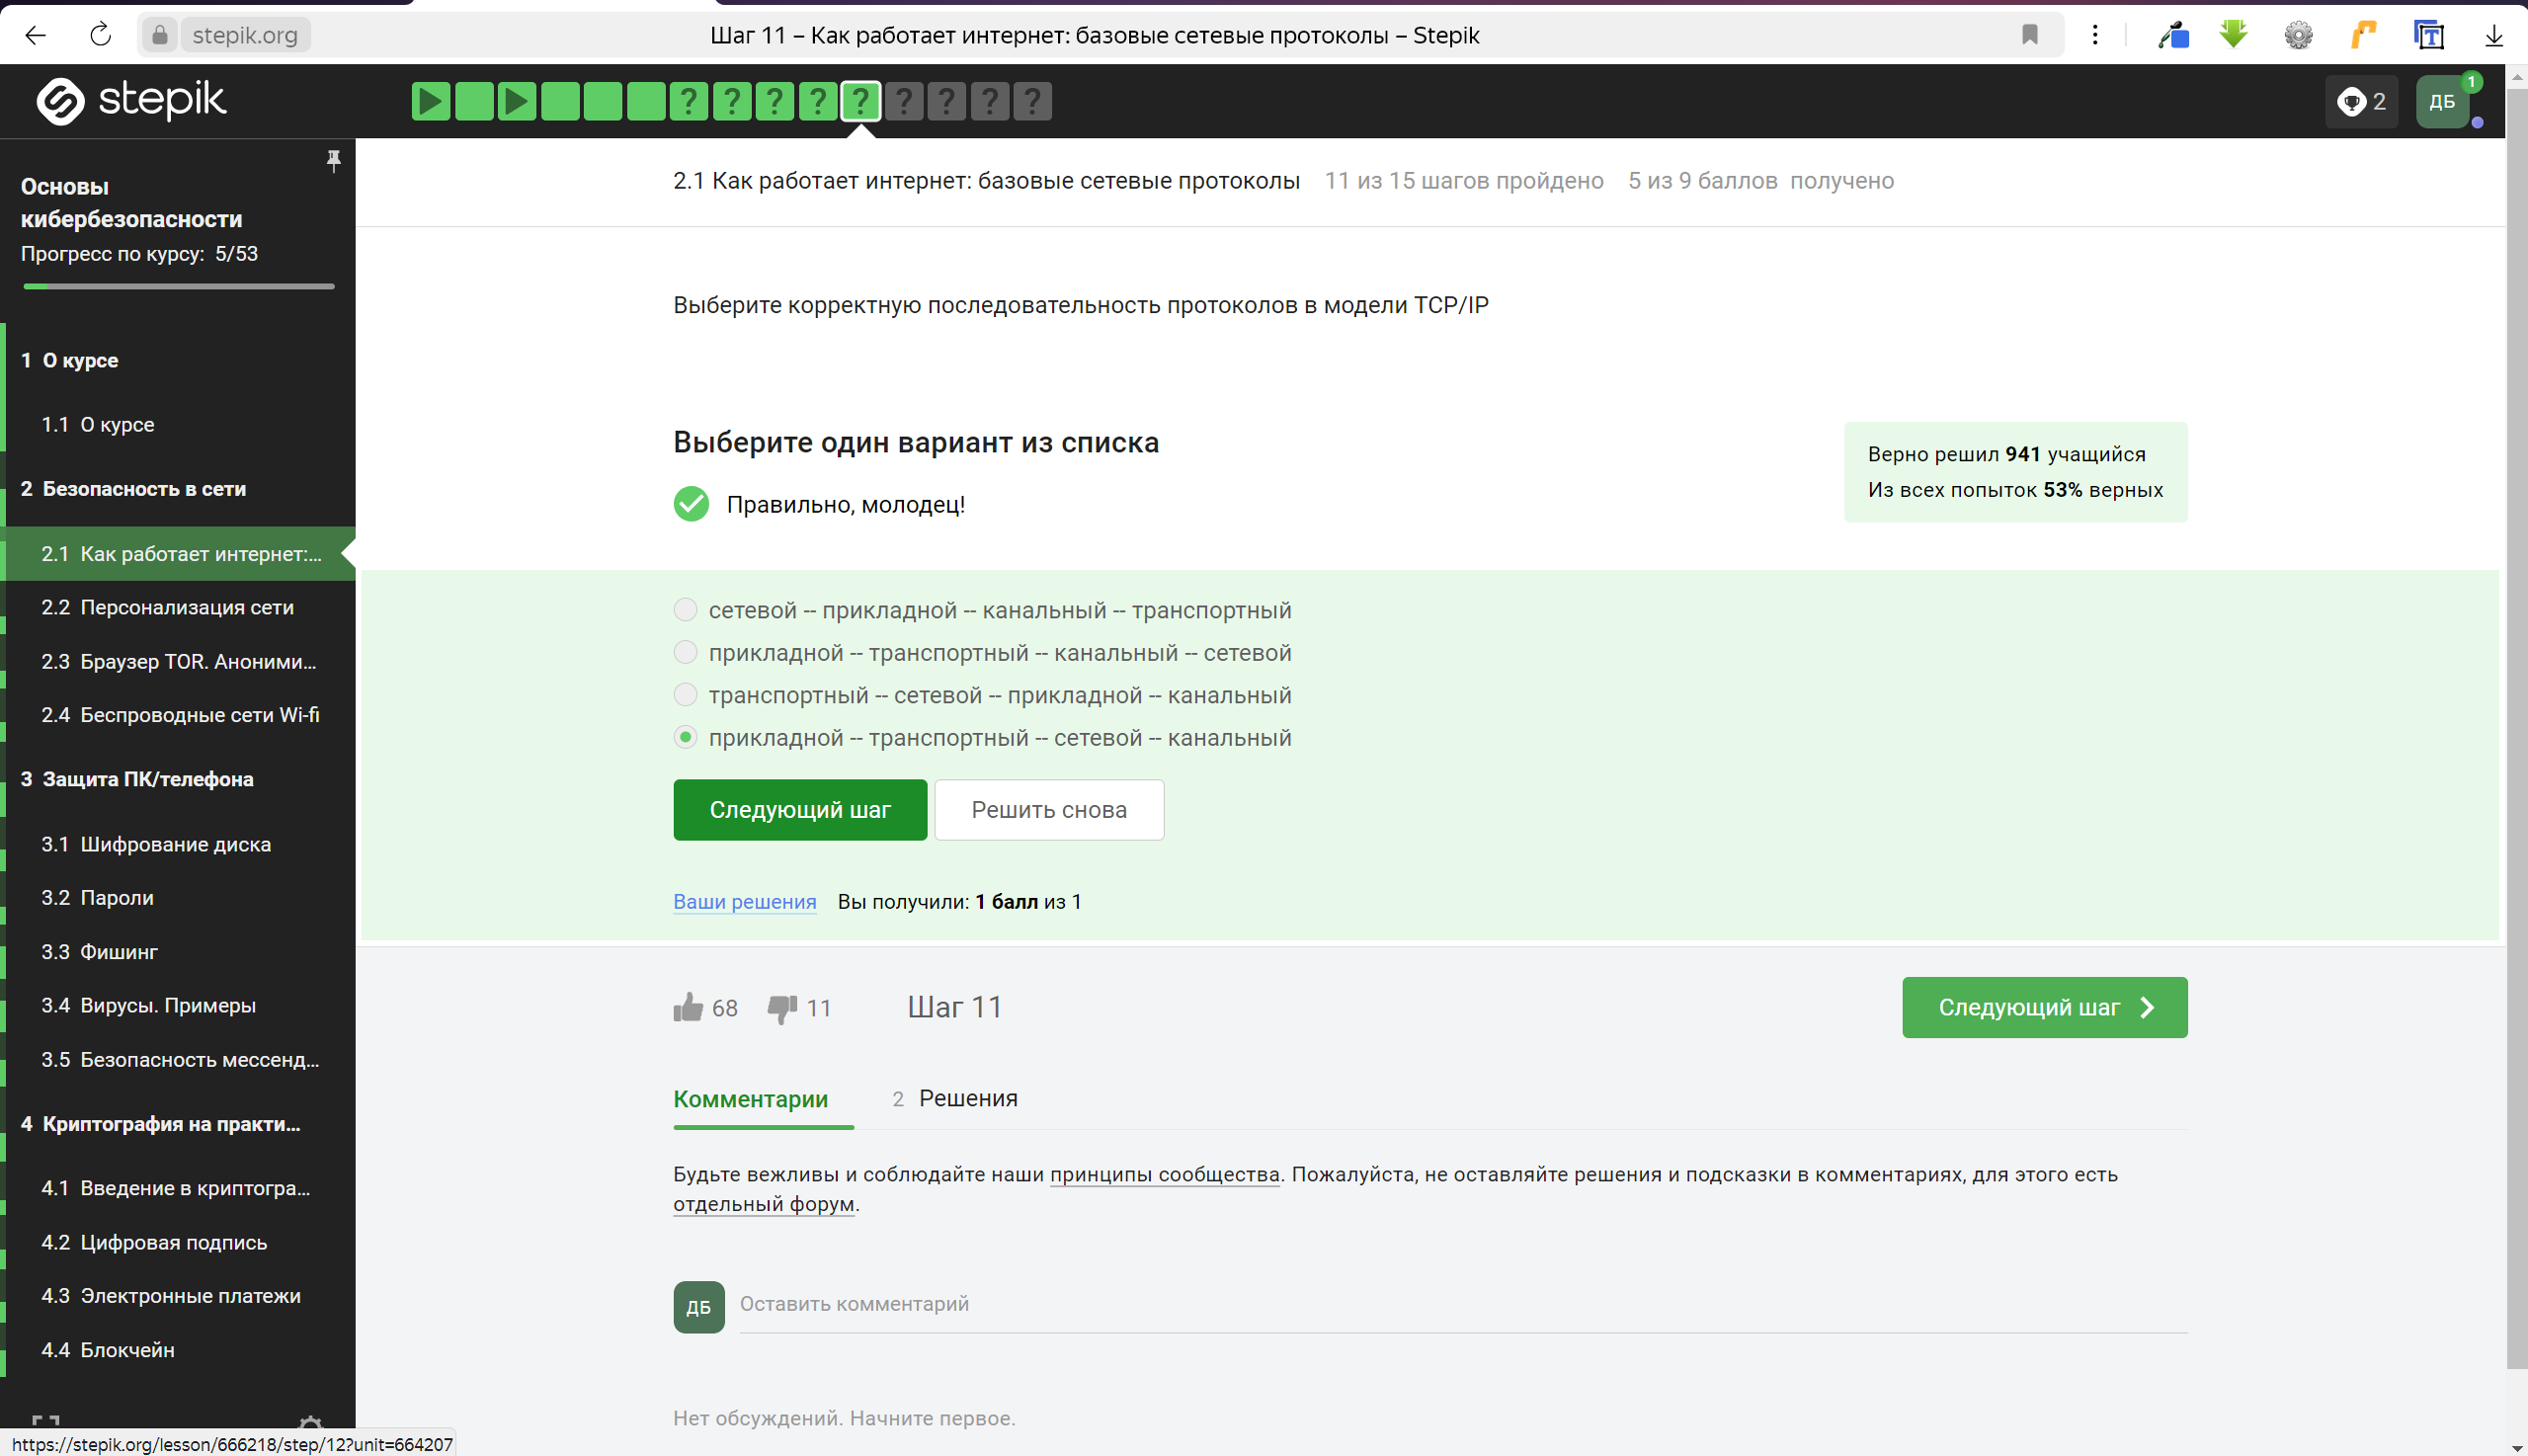 stepik.org
Шаг 11 – Как работает интернет: базовые сетевые протоколы – Stepik
stepik
? ? ? ? ? ? ? ? ?
2
ДБ
1
Основы
кибербезопасности
Прогресс по курсу: 5/53
1 О курсе
1.1 О курсе
2 Безопасность в сети
2.1 Как работает интернет:...
2.2 Персонализация сети
2.3 Браузер TOR. Аноними...
2.4 Беспроводные сети Wi-fi
3 Защита ПК/телефона
3.1 Шифрование диска
3.2 Пароли
3.3 Фишинг
3.4 Вирусы. Примеры
3.5 Безопасность мессенд...
4 Криптография на практи...
4.1 Введение в криптогра...
4.2 Цифровая подпись
4.3 Электронные платежи
4.4 Блокчейн
2.1 Как работает интернет: базовые сетевые протоколы 11 из 15 шагов пройдено 5 из 9 баллов получено
Выберите корректную последовательность протоколов в модели TCP/IP
Выберите один вариант из списка
Правильно, молодец!
Верно решил 941 учащийся
Из всех попыток 53% верных
сетевой -- прикладной -- канальный -- транспортный
прикладной -- транспортный -- канальный -- сетевой
транспортный -- сетевой -- прикладной -- канальный
прикладной -- транспортный -- сетевой -- канальный
Следующий шаг Решить снова
Ваши решения Вы получили: 1 балл из 1
68 11 Шаг 11 Следующий шаг
Комментарии 2 Решения
Будьте вежливы и соблюдайте наши принципы сообщества. Пожалуйста, не оставляйте решения и подсказки в комментариях, для этого есть
отдельный форум.
ДБ Оставить комментарий
Нет обсуждений. Начните первое.
https://stepik.org/lesson/666218/step/12?unit=664207